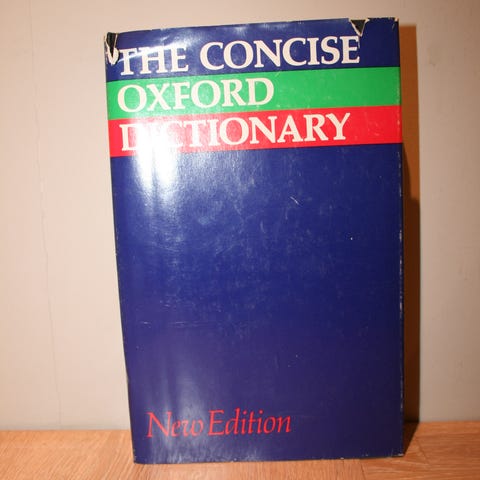 THE CONCISE
OXFORD
DICTIONARY
New Edition